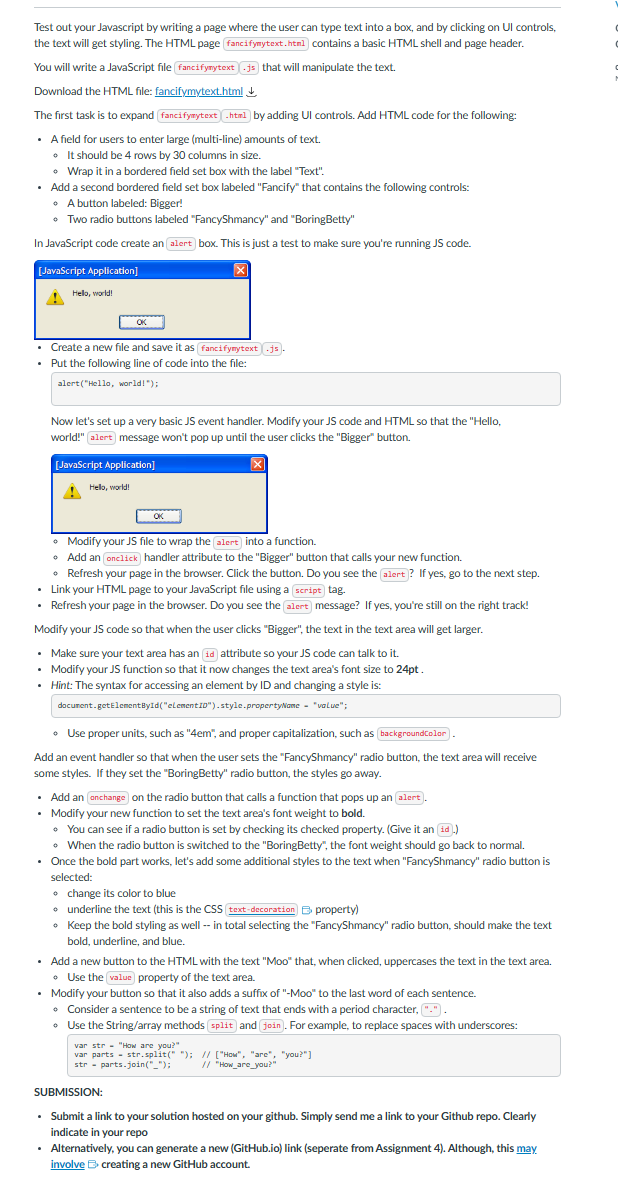 Test out your Javascript by writing a page where the user can type text into a box, and by clicking on UI controls,
the text will get styling. The HTML page fancifymytext.html contains a basic HTML shell and page header.
You will write a JavaScript file fancifymytext .js that will manipulate the text.
Download the HTML file: fancifymytext.html
The first task is to expand fancifymytext .html by adding UI controls. Add HTML code for the following:
• A field for users to enter large (multi-line) amounts of text.
◦ It should be 4 rows by 30 columns in size.
◦ Wrap it in a bordered field set box with the label "Text".
• Add a second bordered field set box labeled "Fancify" that contains the following controls:
◦ A button labeled: Bigger!
◦ Two radio buttons labeled "FancyShmancy" and "BoringBetty"
In JavaScript code create an alert box. This is just a test to make sure you're running JS code.
[JavaScript Application]
Hello, world!
OK
• Create a new file and save it as fancifymytext .js .
• Put the following line of code into the file:
alert("Hello, world!");
Now let's set up a very basic JS event handler. Modify your JS code and HTML so that the "Hello,
world!" alert message won't pop up until the user clicks the "Bigger" button.
[JavaScript Application]
Hello, world!
OK
◦ Modify your JS file to wrap the alert into a function.
◦ Add an onclick handler attribute to the "Bigger" button that calls your new function.
◦ Refresh your page in the browser. Click the button. Do you see the alert ? If yes, go to the next step.
• Link your HTML page to your JavaScript file using a script tag.
• Refresh your page in the browser. Do you see the alert message? If yes, you're still on the right track!
Modify your JS code so that when the user clicks "Bigger", the text in the text area will get larger.
• Make sure your text area has an id attribute so your JS code can talk to it.
• Modify your JS function so that it now changes the text area's font size to 24pt .
• Hint: The syntax for accessing an element by ID and changing a style is:
document.getElementById("elementID").style.propertyName = "value";
◦ Use proper units, such as "4em", and proper capitalization, such as backgroundColor .
Add an event handler so that when the user sets the "FancyShmancy" radio button, the text area will receive
some styles. If they set the "BoringBetty" radio button, the styles go away.
• Add an onchange on the radio button that calls a function that pops up an alert .
• Modify your new function to set the text area's font weight to bold.
◦ You can see if a radio button is set by checking its checked property. (Give it an id .)
◦ When the radio button is switched to the "BoringBetty", the font weight should go back to normal.
• Once the bold part works, let's add some additional styles to the text when "FancyShmancy" radio button is
selected:
◦ change its color to blue
◦ underline the text (this is the CSS text-decoration property)
◦ Keep the bold styling as well -- in total selecting the "FancyShmancy" radio button, should make the text
bold, underline, and blue.
• Add a new button to the HTML with the text "Moo" that, when clicked, uppercases the text in the text area.
◦ Use the value property of the text area.
• Modify your button so that it also adds a suffix of "-Moo" to the last word of each sentence.
◦ Consider a sentence to be a string of text that ends with a period character, "." .
◦ Use the String/array methods split and join . For example, to replace spaces with underscores:
var str = "How are you?"
var parts = str.split(" "); // ["How", "are", "you?"]
str = parts.join("_"); // "How_are_you?"
SUBMISSION:
• Submit a link to your solution hosted on your github. Simply send me a link to your Github repo. Clearly
indicate in your repo
• Alternatively, you can generate a new (GitHub.io) link (seperate from Assignment 4). Although, this may
involve creating a new GitHub account.